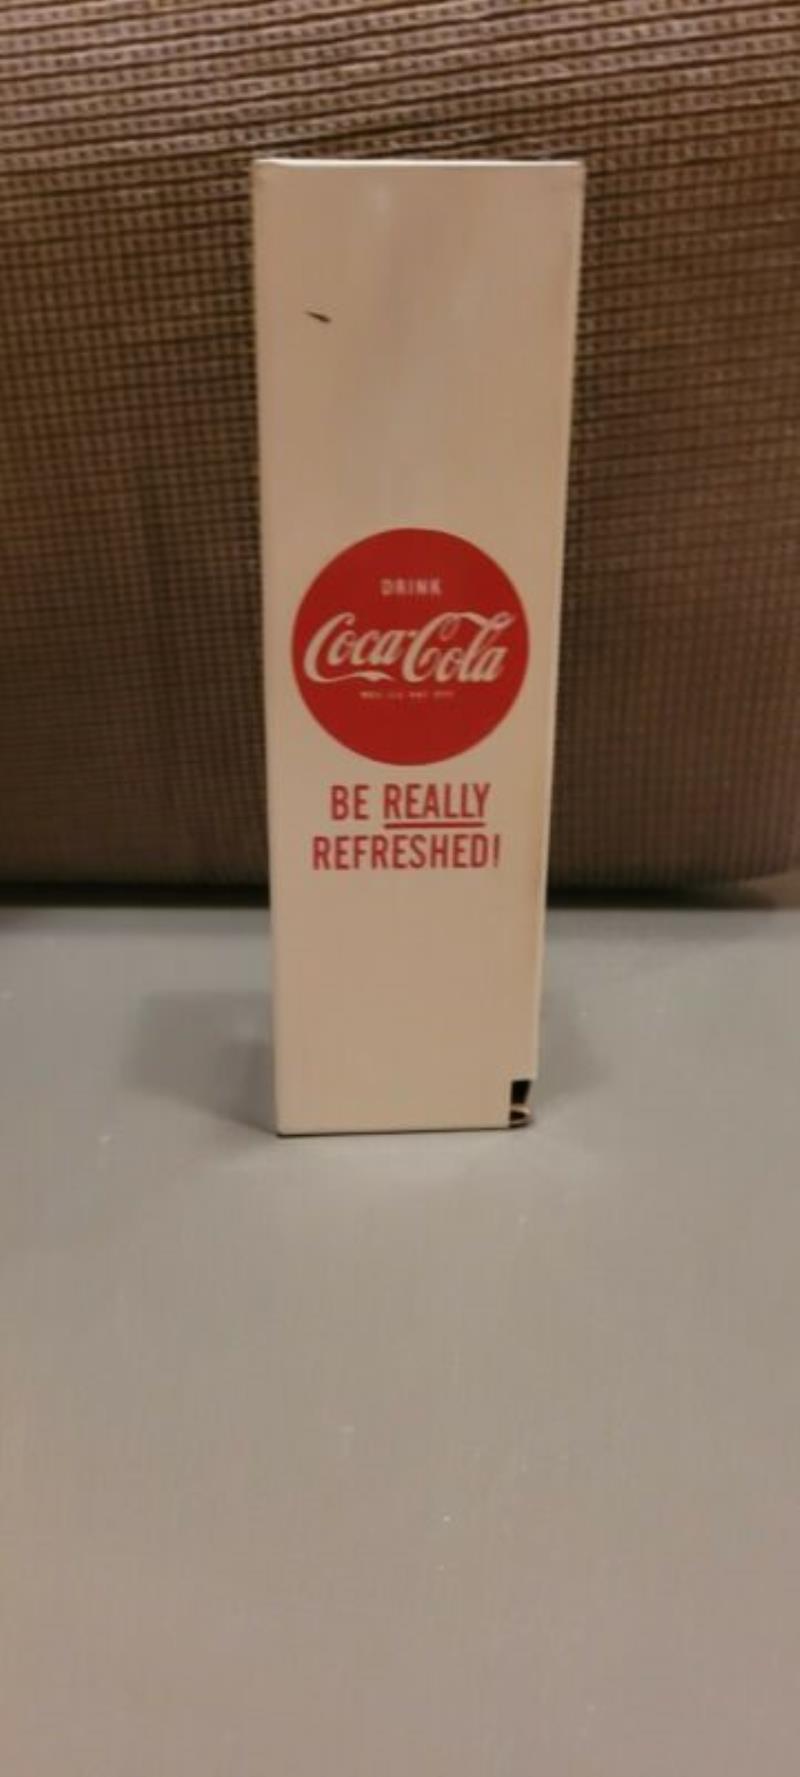 DRINK
Coca-Cola
BE REALLY
REFRESHED!